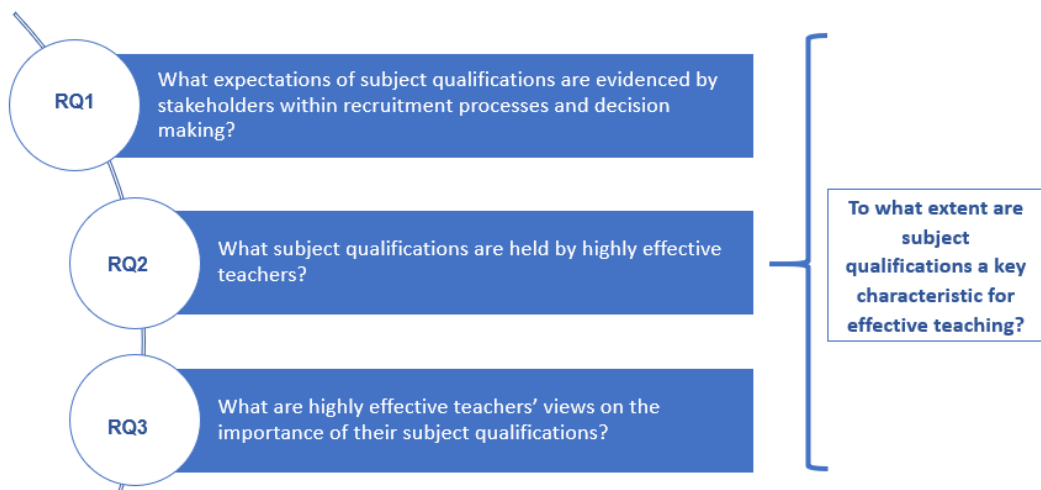 RQ1
What expectations of subject qualifications are evidenced by
stakeholders within recruitment processes and decision
making?
RQ2
What subject qualifications are held by highly effective
teachers?
RQ3
What are highly effective teachers’ views on the
importance of their subject qualifications?
To what extent are
subject
qualifications a key
characteristic for
effective teaching?